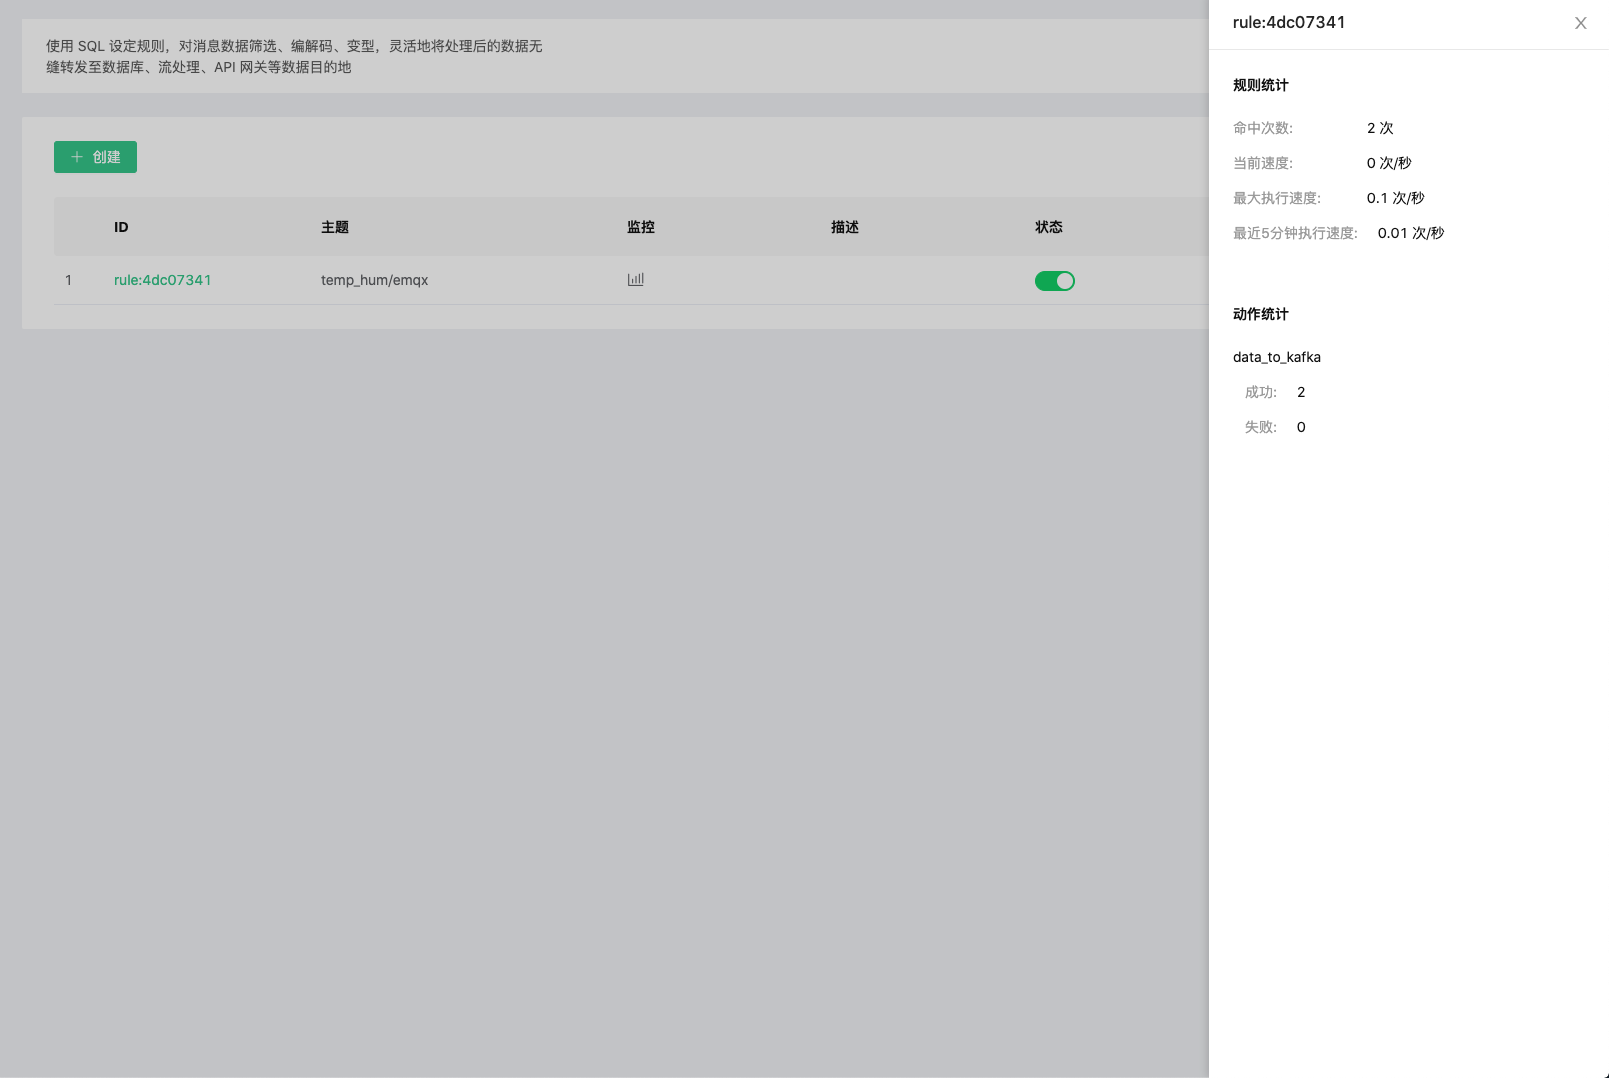 使用 SQL 设定规则，对消息数据筛选、编解码、变型，灵活地将处理后的数据无
缝转发至数据库、流处理、API 网关等数据目的地
创建
ID 主题 监控 描述 状态
1 rule:4dc07341 temp_hum/emqx
rule:4dc07341
规则统计
命中次数: 2 次
当前速度: 0 次/秒
最大执行速度: 0.1 次/秒
最近5分钟执行速度: 0.01 次/秒
动作统计
data_to_kafka
成功: 2
失败: 0